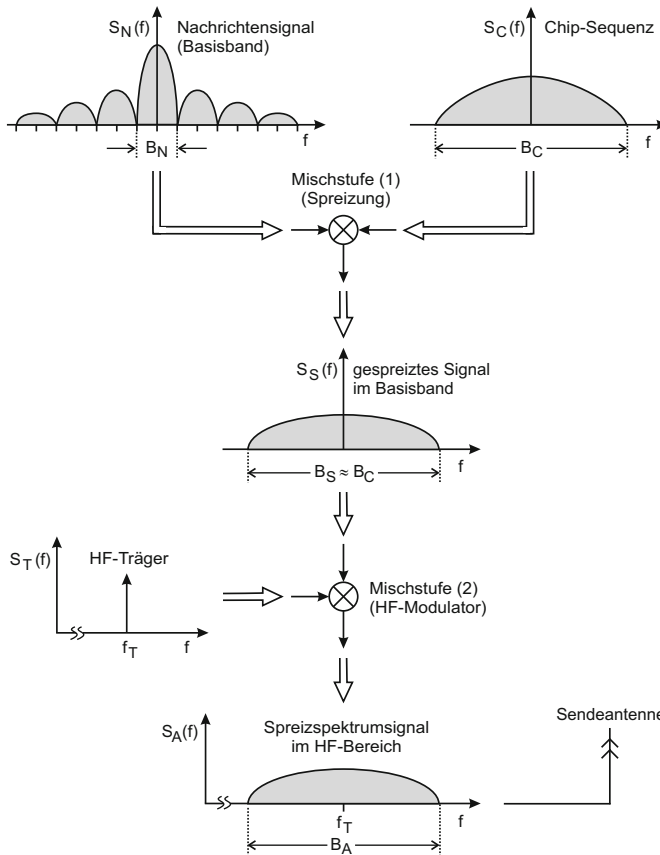 S_N(f)
Nachrichtensignal
(Basisband)
f
B_N
S_C(f)
Chip-Sequenz
f
B_C
Mischstufe (1)
(Spreizung)
S_S(f)
gespreiztes Signal
im Basisband
f
B_S ≈ B_C
S_T(f)
HF-Träger
f_T
f
Mischstufe (2)
(HF-Modulator)
S_A(f)
Spreizspektrumsignal
im HF-Bereich
f_T
f
B_A
Sendeantenne